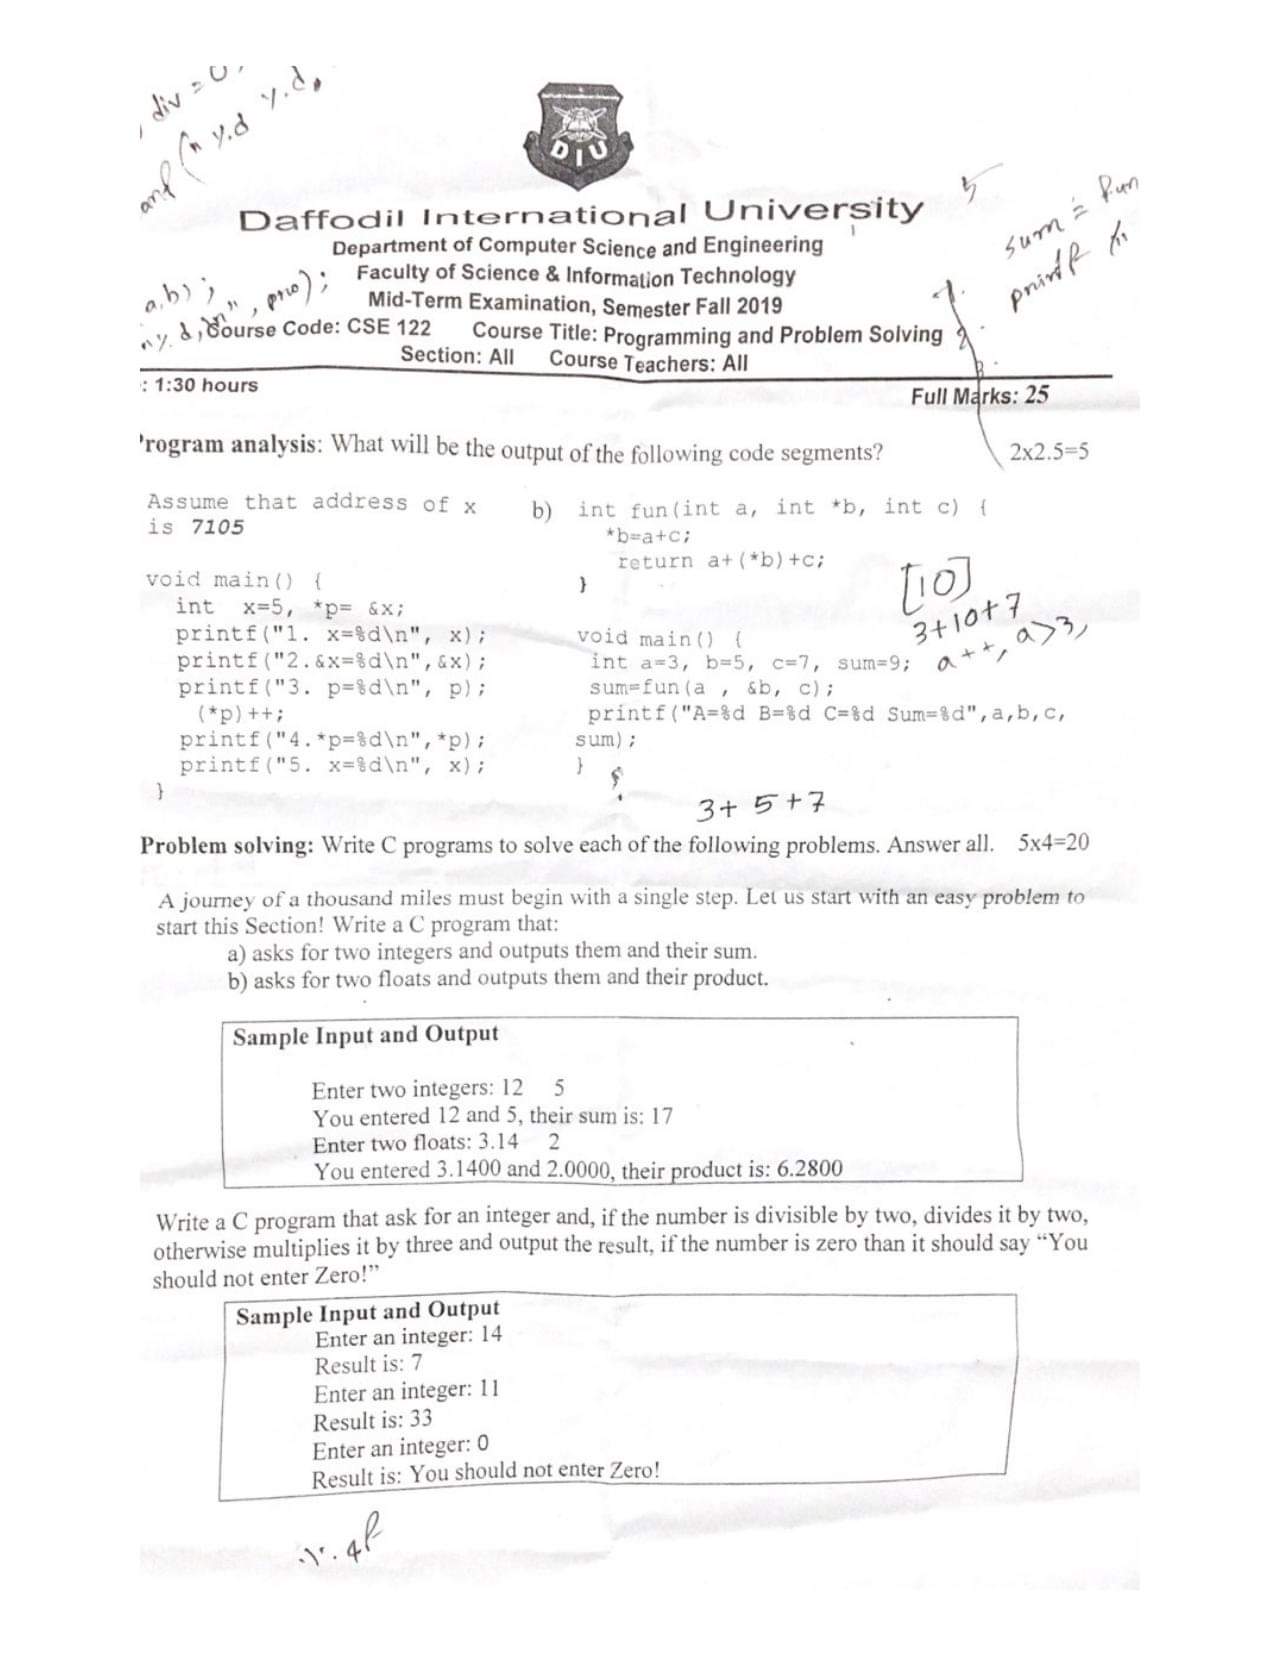 div = 0,
y.d y.d,
DIU
Daffodil International University
5
sum = fun
printf
Department of Computer Science and Engineering
Faculty of Science & Information Technology
a,b);
", pro);
Mid-Term Examination, Semester Fall 2019
Course Code: CSE 122 Course Title: Programming and Problem Solving
Section: All Course Teachers: All
: 1:30 hours
Full Marks: 25
Program analysis: What will be the output of the following code segments? 2x2.5=5
Assume that address of x
is 7105
void main() {
int x=5, *p= &x;
printf("1. x=%d\n", x);
printf("2.&x=%d\n",&x);
printf("3. p=%d\n", p);
(*p)++;
printf("4.*p=%d\n",*p);
printf("5. x=%d\n", x);
}
b) int fun(int a, int *b, int c) {
*b=a+c;
return a+(*b)+c;
}
void main() {
int a=3, b=5, c=7, sum=9;
sum=fun(a , &b, c);
printf("A=%d B=%d C=%d Sum=%d",a,b,c,
sum);
}
[10]
3+10+7
a++, a>3,
3+ 5+7
Problem solving: Write C programs to solve each of the following problems. Answer all. 5x4=20
A journey of a thousand miles must begin with a single step. Let us start with an easy problem to
start this Section! Write a C program that:
a) asks for two integers and outputs them and their sum.
b) asks for two floats and outputs them and their product.
Sample Input and Output
Enter two integers: 12 5
You entered 12 and 5, their sum is: 17
Enter two floats: 3.14 2
You entered 3.1400 and 2.0000, their product is: 6.2800
Write a C program that ask for an integer and, if the number is divisible by two, divides it by two,
otherwise multiplies it by three and output the result, if the number is zero than it should say “You
should not enter Zero!”
Sample Input and Output
Enter an integer: 14
Result is: 7
Enter an integer: 11
Result is: 33
Enter an integer: 0
Result is: You should not enter Zero!